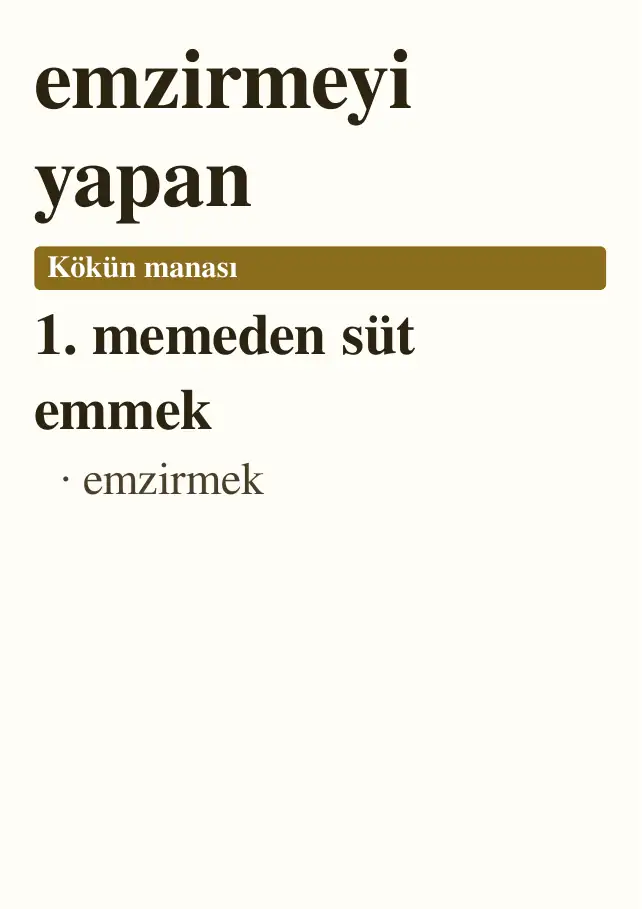 emzirmeyi
yapan
Kökün manası
1. memeden süt
emmek
· emzirmek